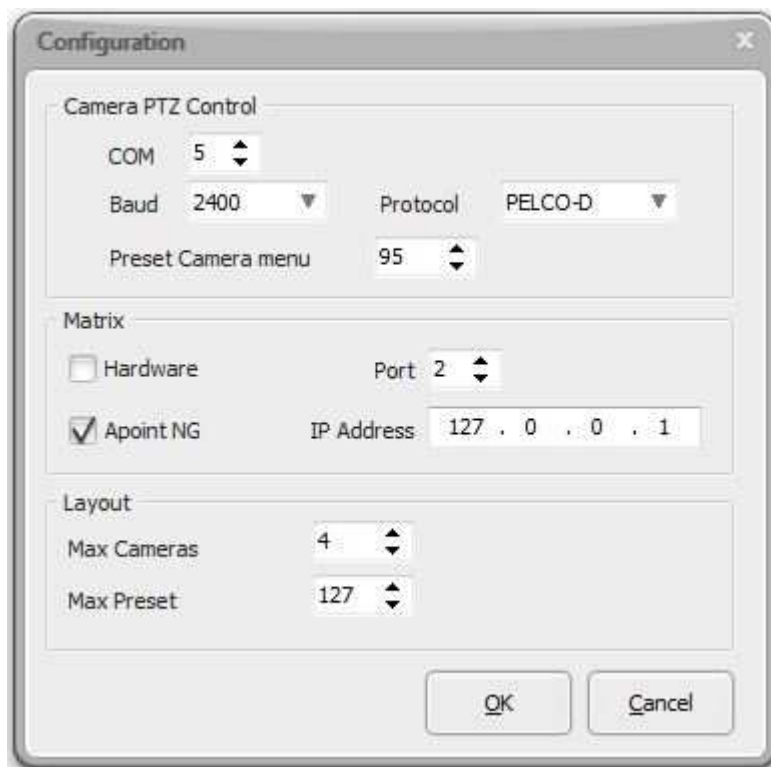 Configuration
Camera PTZ Control
COM 5
Baud 2400 Protocol PELCO-D
Preset Camera menu 95
Matrix
Hardware Port 2
Apoint NG IP Address 127 . 0 . 0 . 1
Layout
Max Cameras 4
Max Preset 127
OK Cancel